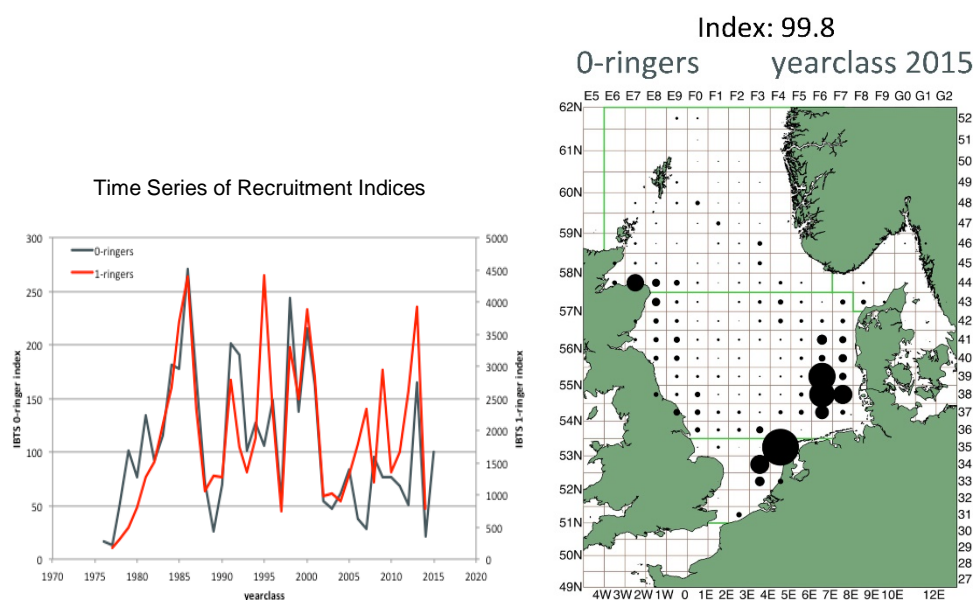 Index: 99.8
0-ringers yearclass 2015
Time Series of Recruitment Indices
0-ringers
1-ringers
300
250
200
150
100
50
0
5000
4500
4000
3500
3000
2500
2000
1500
1000
500
0
1970 1975 1980 1985 1990 1995 2000 2005 2010 2015 2020
yearclass
IBTS 0-ringer index
IBTS 1-ringer index
E5 E6 E7 E8 E9 F0 F1 F2 F3 F4 F5 F6 F7 F8 F9 G0 G1 G2
62N
61N
60N
59N
58N
57N
56N
55N
54N
53N
52N
51N
50N
49N
52
51
50
49
48
47
46
45
44
43
42
41
40
39
38
37
36
35
34
33
32
31
30
29
28
27
4W 3W 2W 1W 0 1E 2E 3E 4E 5E 6E 7E 8E 9E 10E 12E